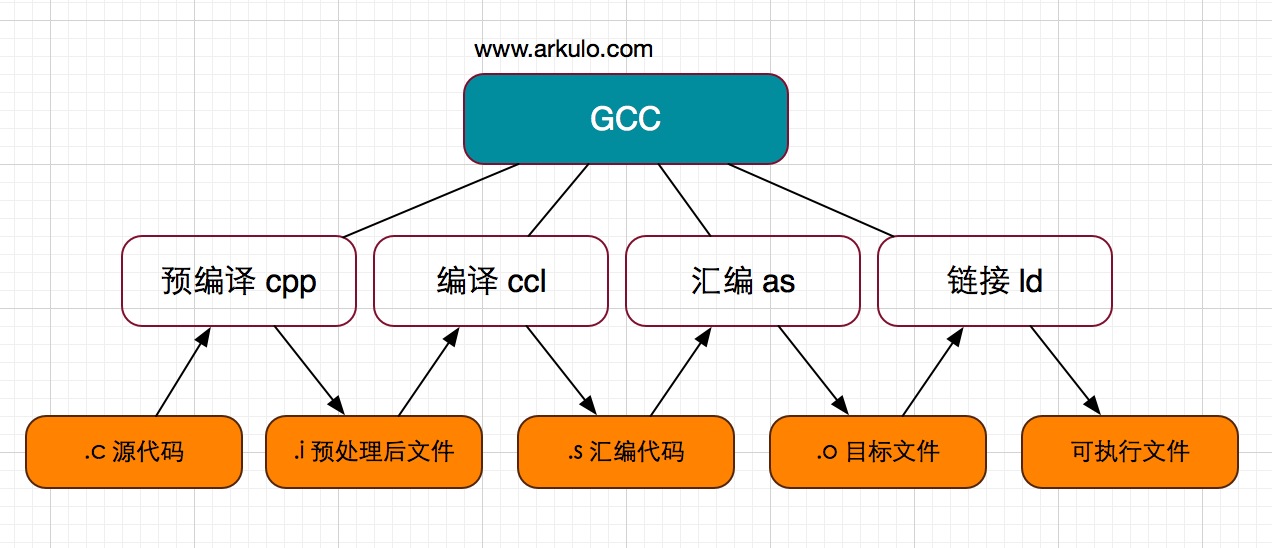 www.arkulo.com
GCC
预编译 cpp
编译 ccl
汇编 as
链接 ld
.c 源代码
.i 预处理后文件
.s 汇编代码
.o 目标文件
可执行文件